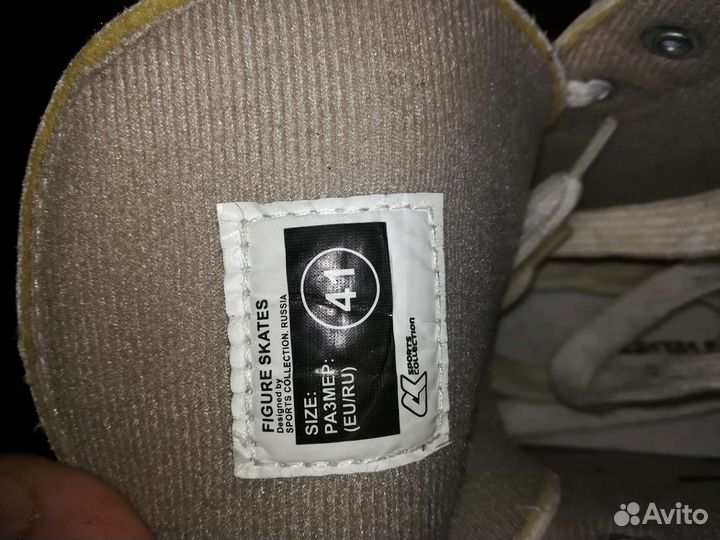 FIGURE SKATES
Designed by
SPORTS COLLECTION. RUSSIA
SIZE:
РАЗМЕР:
(EU/RU)
41
SPORTS
COLLECTION
Avito